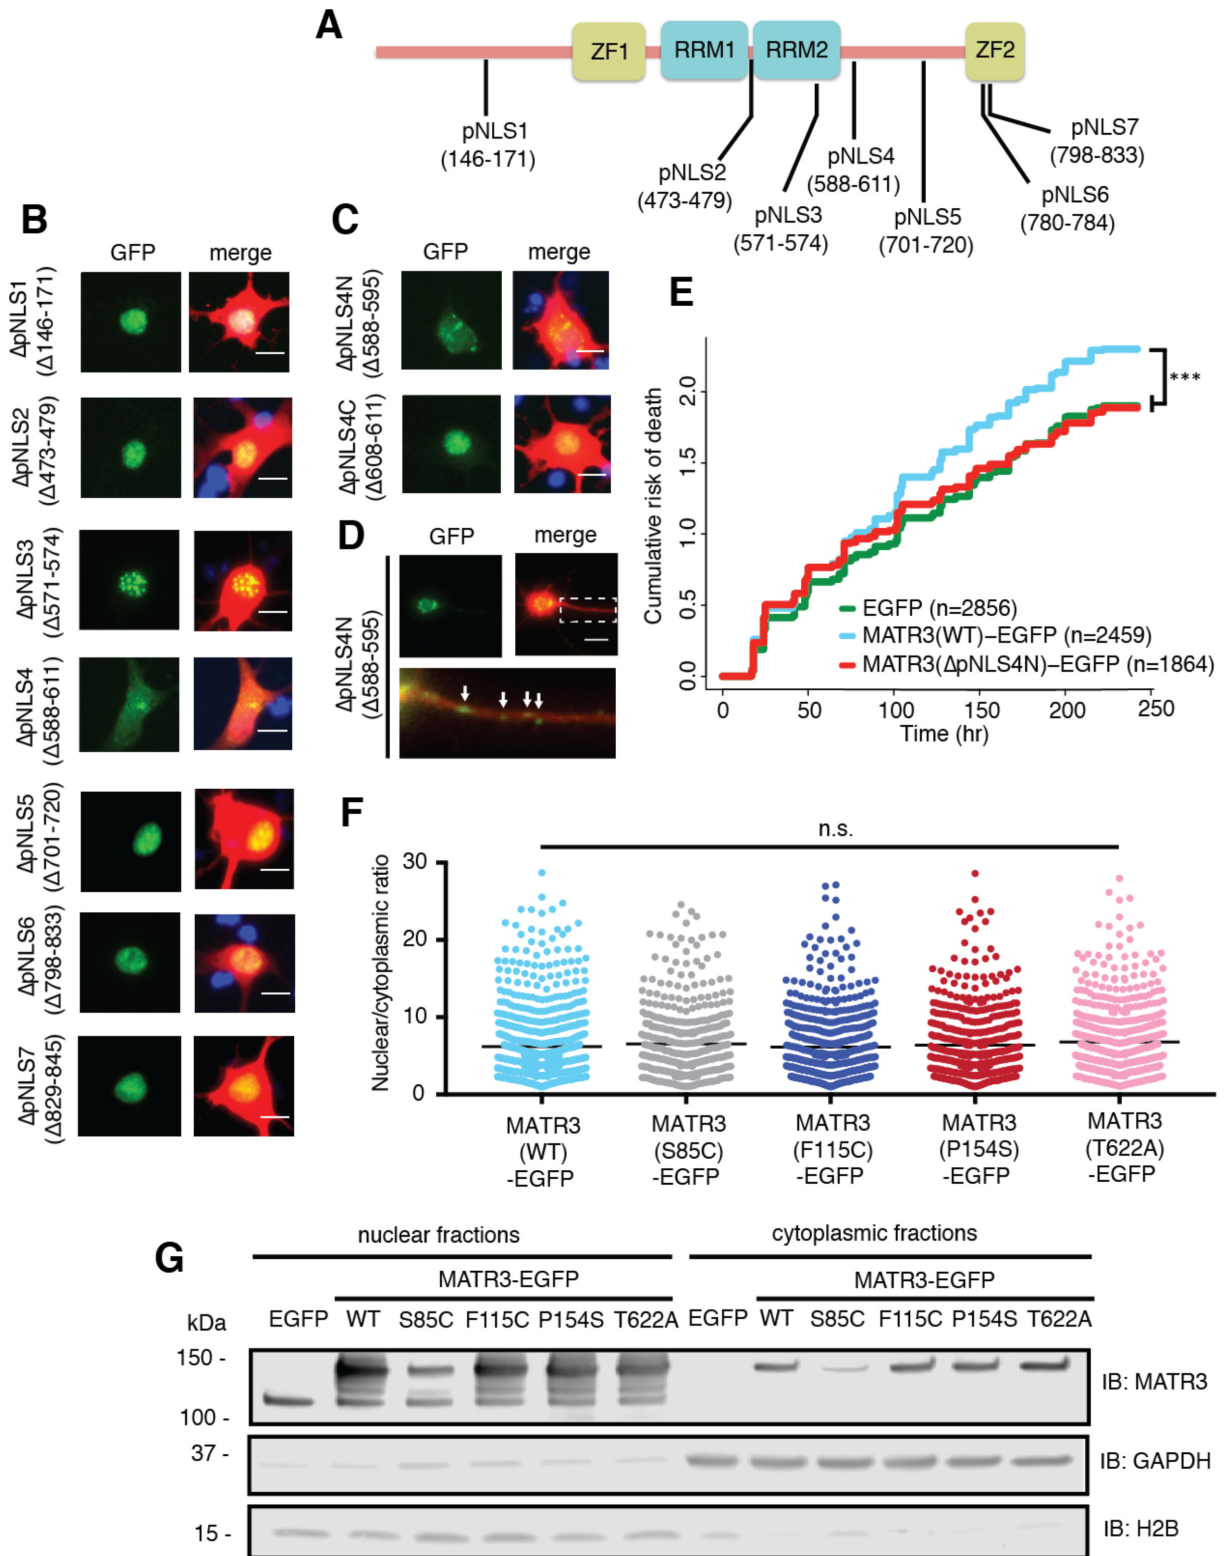 A
ZF1
RRM1
RRM2
ZF2
pNLS1
(146-171)
pNLS2
(473-479)
pNLS3
(571-574)
pNLS4
(588-611)
pNLS5
(701-720)
pNLS7
(798-833)
pNLS6
(780-784)
B
GFP
merge
ΔpNLS1
(Δ146-171)
ΔpNLS2
(Δ473-479)
ΔpNLS3
(Δ571-574)
ΔpNLS4
(Δ588-611)
ΔpNLS5
(Δ701-720)
ΔpNLS6
(Δ798-833)
ΔpNLS7
(Δ829-845)
C
GFP
merge
ΔpNLS4N
(Δ588-595)
ΔpNLS4C
(Δ608-611)
D
GFP
merge
ΔpNLS4N
(Δ588-595)
E
Cumulative risk of death
2.0
1.5
1.0
0.5
0.0
***
EGFP (n=2856)
MATR3(WT)–EGFP (n=2459)
MATR3(ΔpNLS4N)–EGFP (n=1864)
0
50
100
150
200
250
Time (hr)
F
n.s.
Nuclear/cytoplasmic ratio
30
20
10
0
MATR3
(WT)
-EGFP
MATR3
(S85C)
-EGFP
MATR3
(F115C)
-EGFP
MATR3
(P154S)
-EGFP
MATR3
(T622A)
-EGFP
G
nuclear fractions
cytoplasmic fractions
MATR3-EGFP
MATR3-EGFP
kDa
EGFP WT S85C F115C P154S T622A EGFP WT S85C F115C P154S T622A
150 -
100 -
IB: MATR3
37 -
IB: GAPDH
15 -
IB: H2B